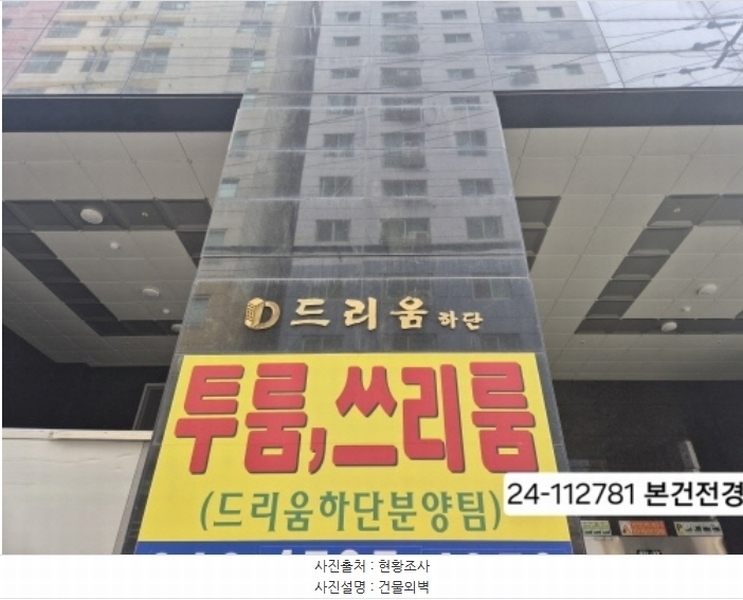 드리움 하단
투룸, 쓰리룸
(드리움하단분양팀)
24-112781 본건전경
사진출처 : 현황조사
사진설명 : 건물외벽